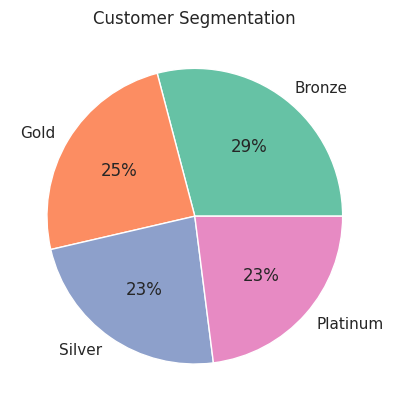 Customer Segmentation
Bronze
29%
Gold
25%
23%
Silver
23%
Platinum